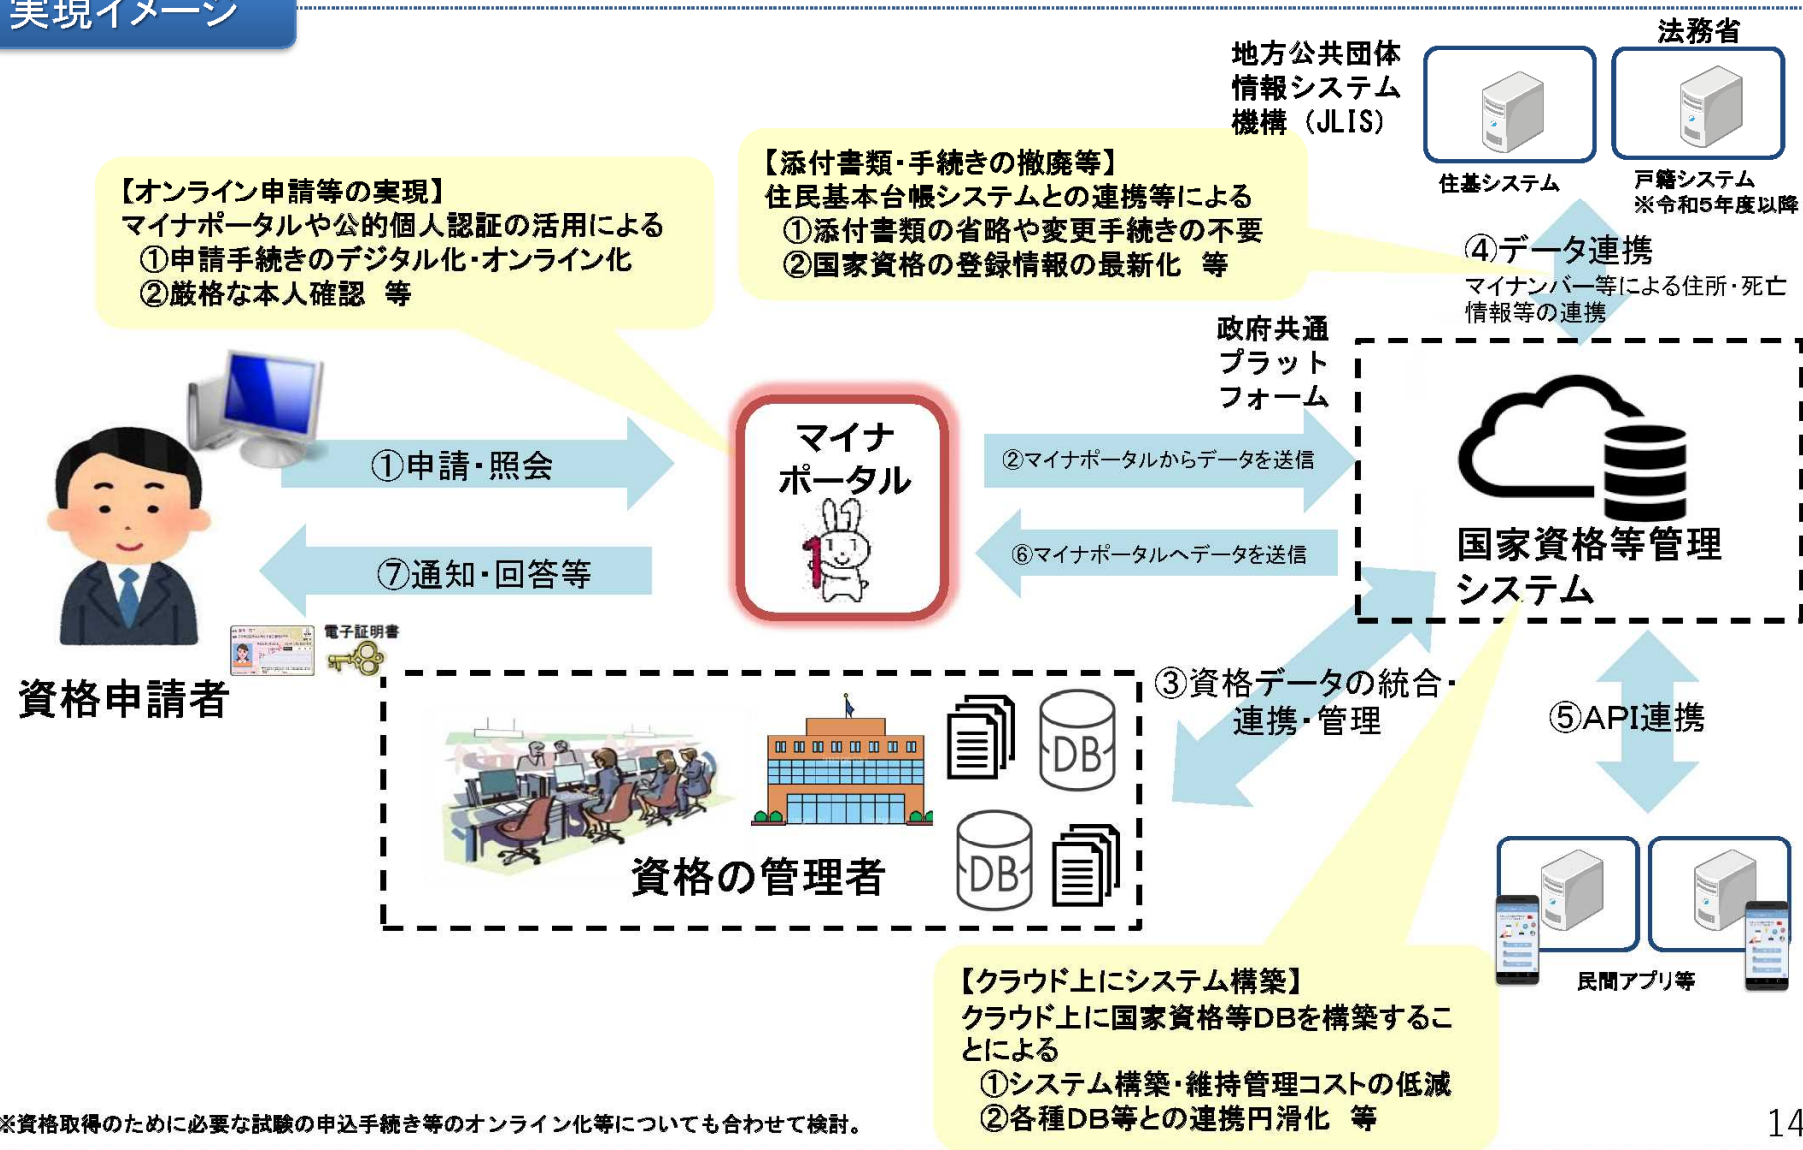 実現イメージ
法務省
地方公共団体
情報システム
機構（JLIS）
住基システム
戸籍システム
※令和5年度以降
【オンライン申請等の実現】
マイナポータルや公的個人認証の活用による
①申請手続きのデジタル化・オンライン化
②厳格な本人確認　等
【添付書類・手続きの撤廃等】
住民基本台帳システムとの連携等による
①添付書類の省略や変更手続きの不要
②国家資格の登録情報の最新化　等
④データ連携
マイナンバー等による住所・死亡
情報等の連携
政府共通
プラット
フォーム
①申請・照会
マイナ
ポータル
1
②マイナポータルからデータを送信
⑥マイナポータルへデータを送信
⑦通知・回答等
国家資格等管理
システム
電子証明書
資格申請者
③資格データの統合・
連携・管理
⑤API連携
DB
DB
資格の管理者
民間アプリ等
【クラウド上にシステム構築】
クラウド上に国家資格等DBを構築するこ
とによる
①システム構築・維持管理コストの低減
②各種DB等との連携円滑化　等
※資格取得のために必要な試験の申込手続き等のオンライン化等についても合わせて検討。
14